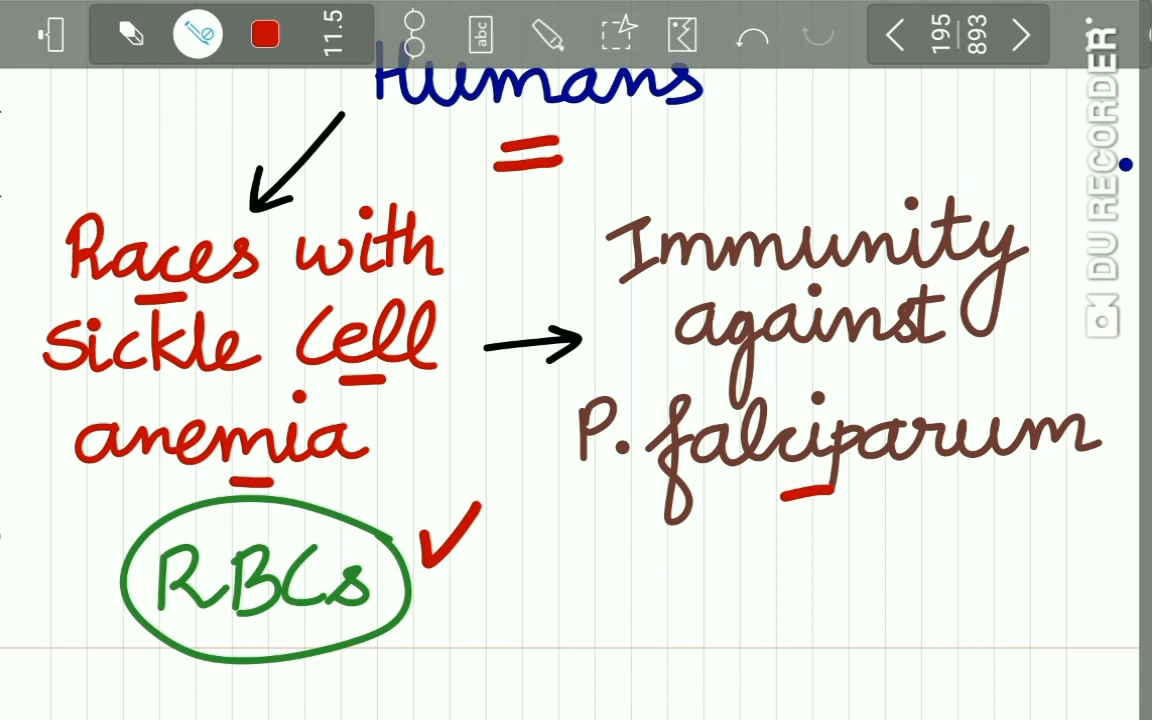 11.5
abc
195
893
DU RECORDER
Humans
Races with
sickle cell
anemia
RBCs
Immunity
against
P. falciparum